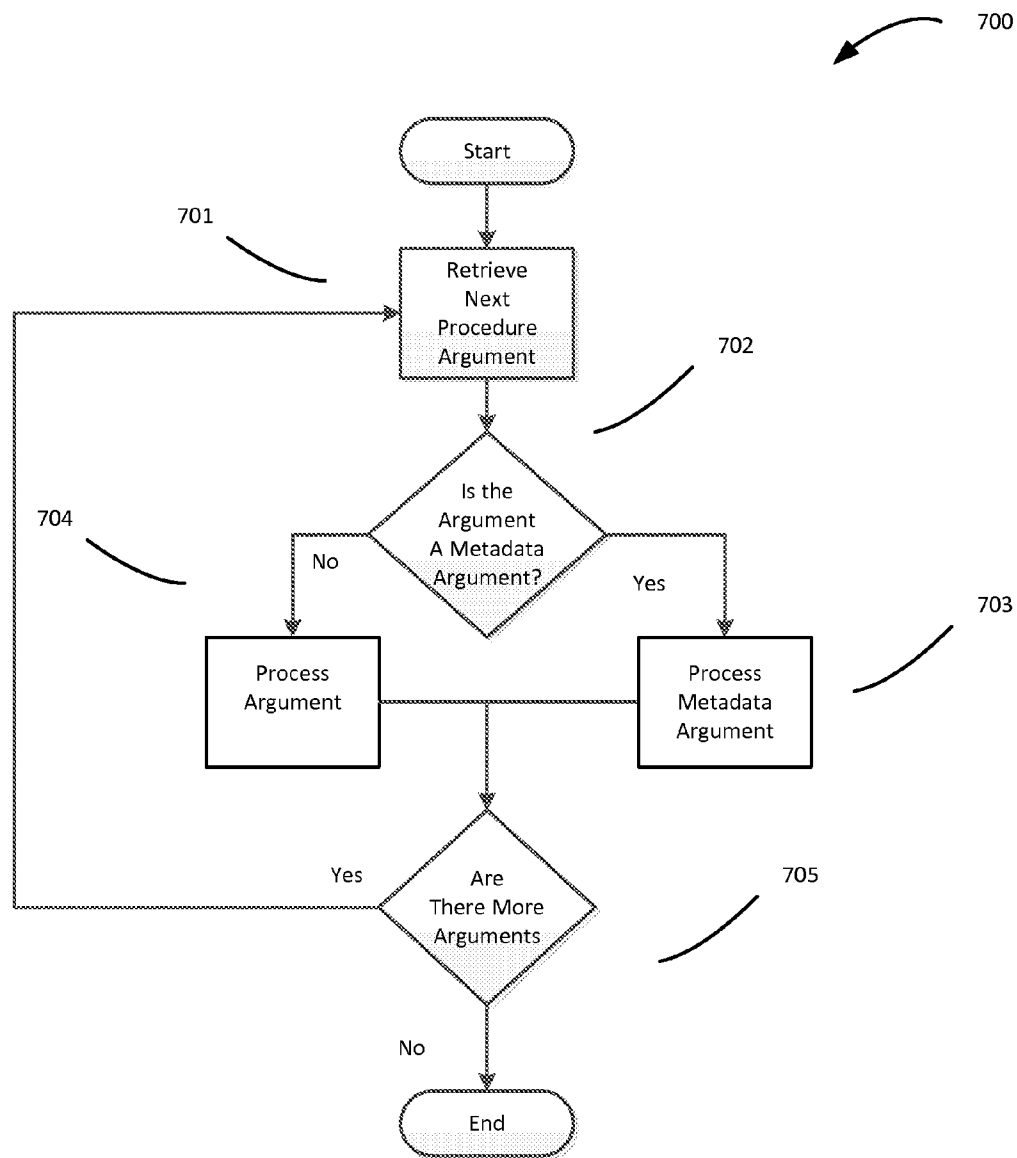 700
Start
701
Retrieve
Next
Procedure
Argument
702
Is the
Argument
A Metadata
Argument?
704
No
Yes
703
Process
Argument
Process
Metadata
Argument
Yes
Are
There More
Arguments
705
No
End